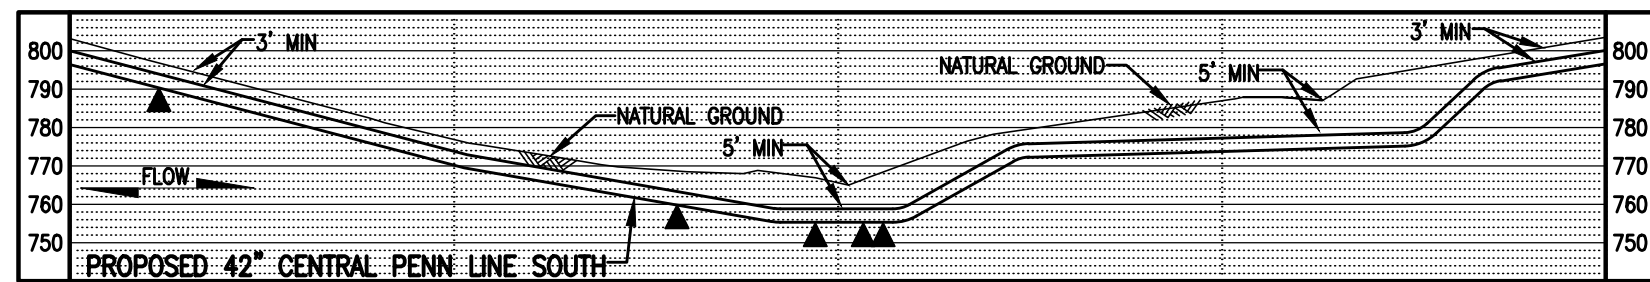 3' MIN
3' MIN
800
800
NATURAL GROUND
5' MIN
790
790
780
NATURAL GROUND
780
5' MIN
770
770
FLOW
760
760
750
750
PROPOSED 42" CENTRAL PENN LINE SOUTH